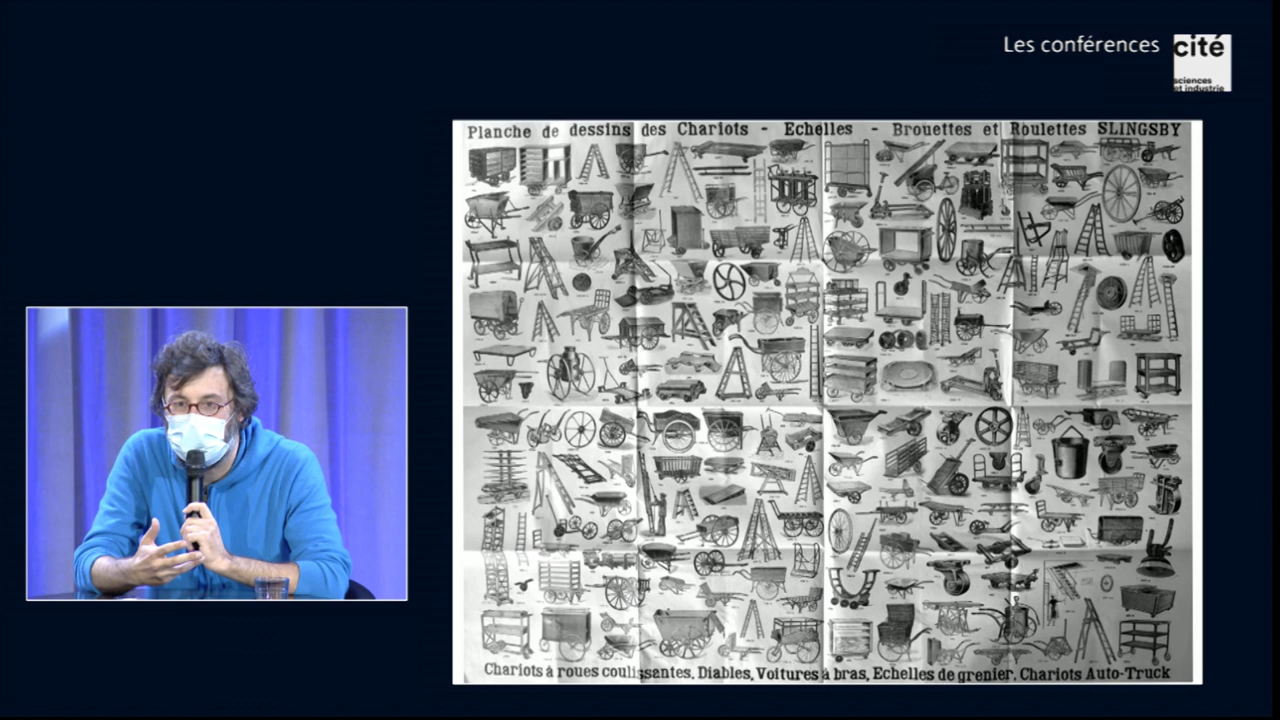 Les conférences
cité
sciences
et industrie
Planche de dessins des Chariots - Echelles - Brouettes et Roulettes SLINGSBY
Chariots à roues coulissantes, Diables, Voitures à bras, Echelles de grenier, Chariots Auto-Truck